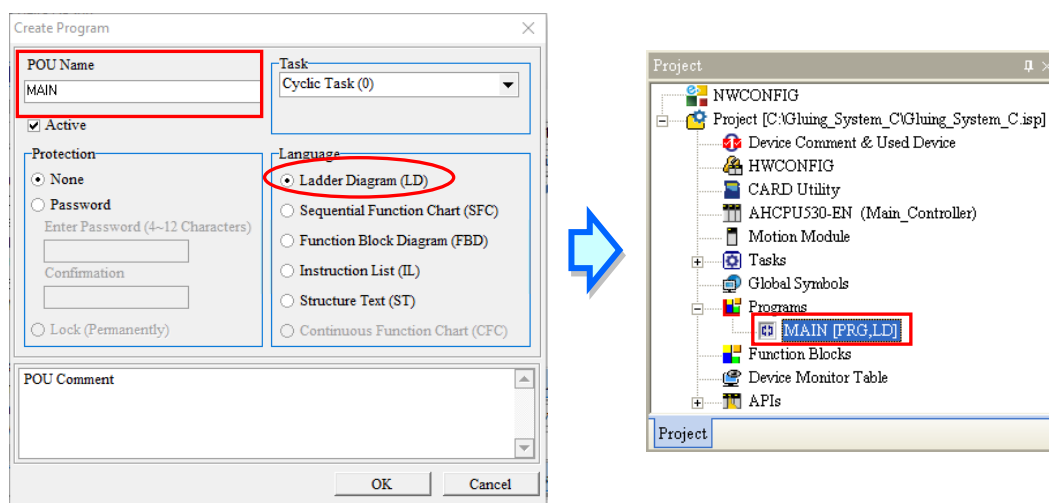 Create Program
POU Name
MAIN
Active
Task
Cyclic Task (0)
Protection
None
Password
Enter Password (4~12 Characters)
Confirmation
Lock (Permanently)
Language
Ladder Diagram (LD)
Sequential Function Chart (SFC)
Function Block Diagram (FBD)
Instruction List (IL)
Structure Text (ST)
Continuous Function Chart (CFC)
POU Comment
OK
Cancel
Project
NWCONFIG
Project [C:\Gluing_System_C\Gluing_System_C.isp]
Device Comment & Used Device
HWCONFIG
CARD Utility
AHCPU530-EN (Main_Controller)
Motion Module
Tasks
Global Symbols
Programs
MAIN [PRG,LD]
Function Blocks
Device Monitor Table
APIs
Project